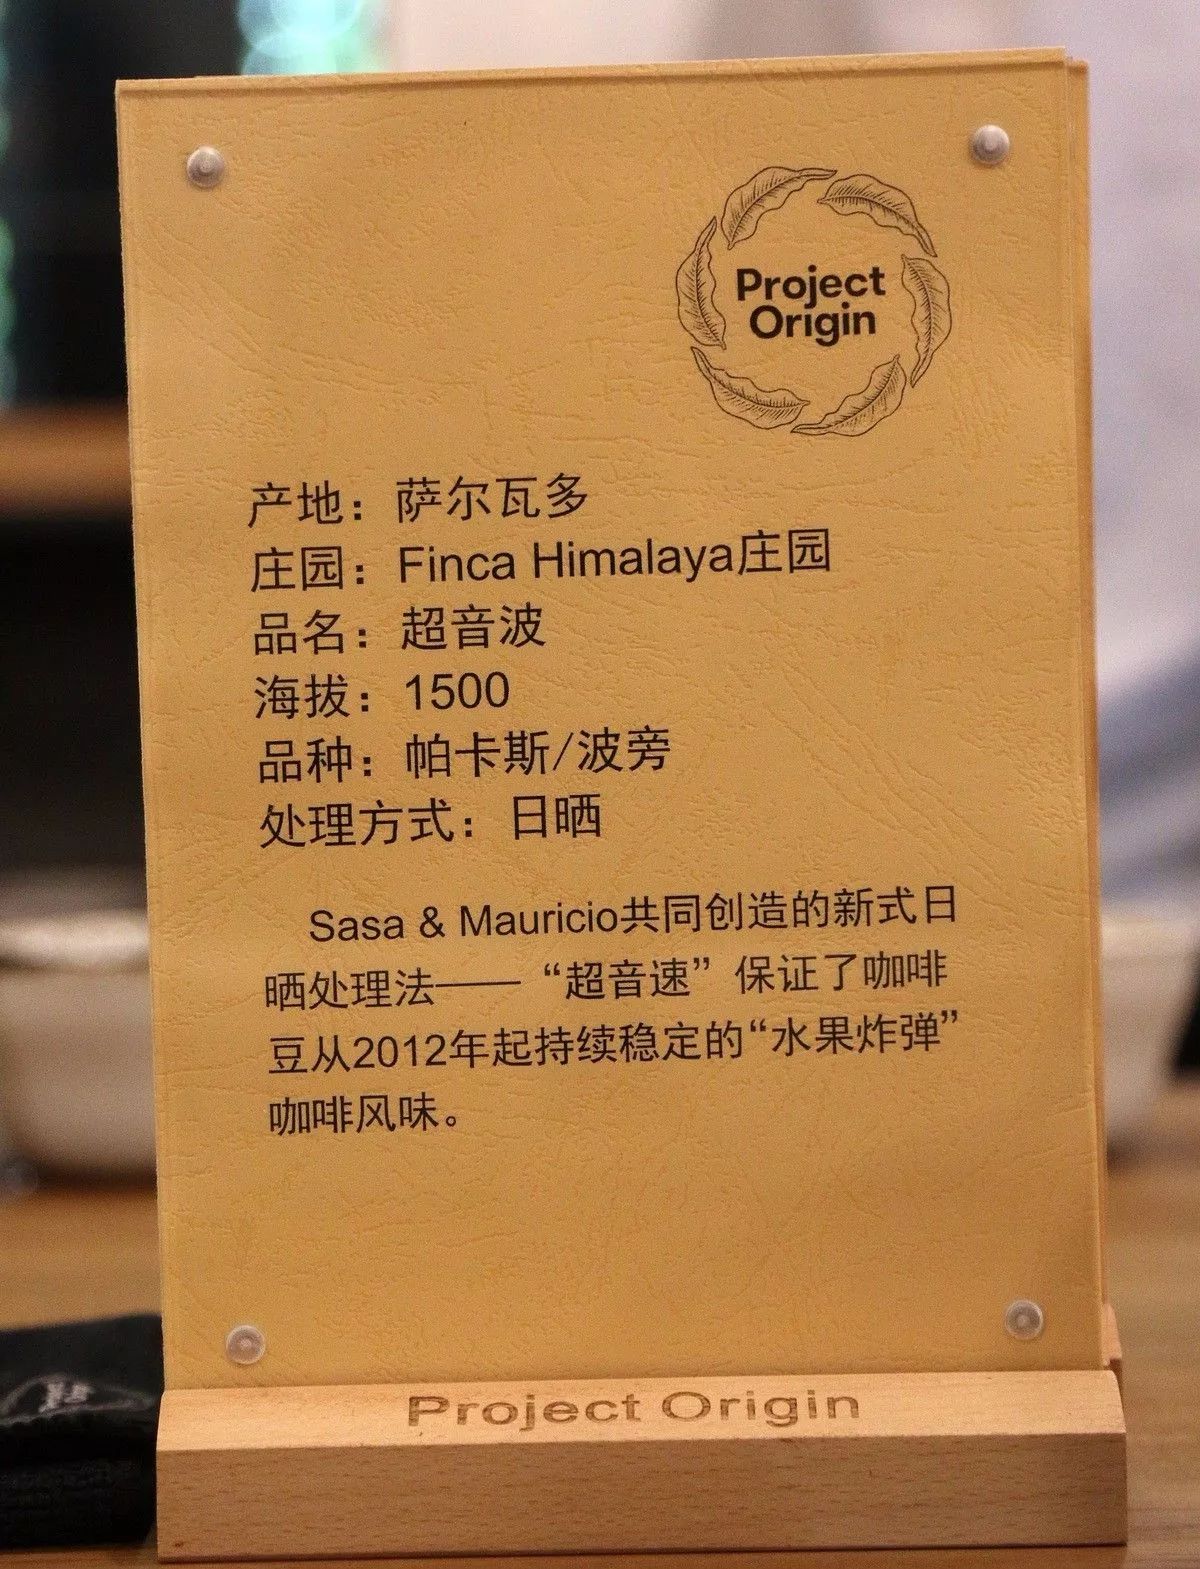 Project
Origin
产地：萨尔瓦多
庄园：Finca Himalaya庄园
品名：超音波
海拔：1500
品种：帕卡斯/波旁
处理方式：日晒
Sasa & Mauricio共同创造的新式日
晒处理法——“超音速”保证了咖啡
豆从2012年起持续稳定的“水果炸弹”
咖啡风味。
Project Origin